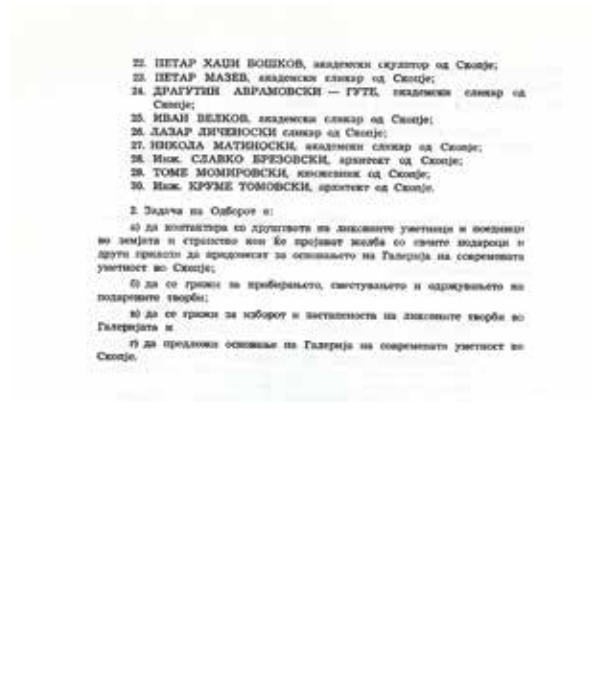 22. ПЕТАР ХАЏИ БОШКОВ, академски скулптор од Скопје;
23. ПЕТАР МАЗЕВ, академски сликар од Скопје;
24. ДРАГУТИН АВРАМОВСКИ — ГУТЕ, академски сликар од
Скопје;
25. ИВАН ВЕЛКОВ, академски сликар од Скопје;
26. ЛАЗАР ЛИЧЕНОСКИ сликар од Скопје;
27. НИКОЛА МАРТИНОСКИ, академски сликар од Скопје;
28. Инж. СЛАВКО БРЕЗОВСКИ, архитект од Скопје;
29. ТОМЕ МОМИРОВСКИ, книжевник од Скопје;
30. Инж. КРУМЕ ТОМОВСКИ, архитект од Скопје.
2. Задача на Одборот е:
а) да контактира со друштвата на ликовните уметници и поединци
во земјата и странство кои ќе пројават желба со своите подароци и
други прилози да придонесат за основањето на Галерија на современата
уметност во Скопје;
б) да се грижи за прибирањето, сместувањето и одржувањето на
подарените творби;
в) да се грижи за изборот и застапеноста на ликовните творби во
Галеријата и
г) да предложи основање на Галерија на современата уметност во
Скопје.